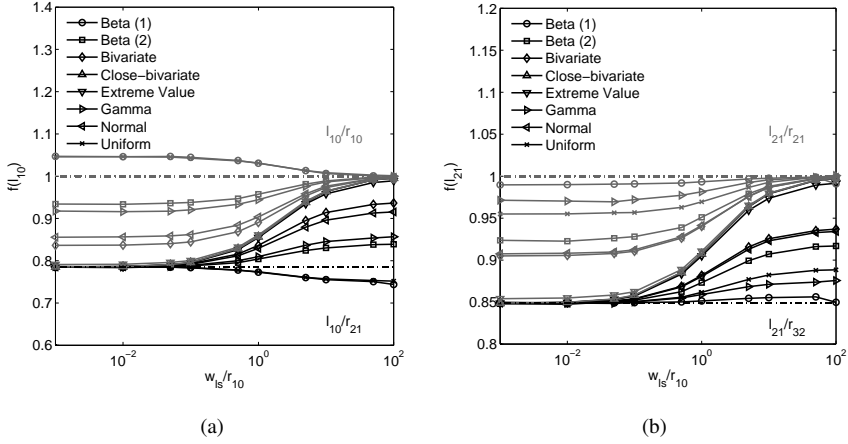 1.4
1.3
1.2
1.1
1
0.9
0.8
0.7
0.6
f(l10)
Beta (1)
Beta (2)
Bivariate
Close-bivariate
Extreme Value
Gamma
Normal
Uniform
l10/r10
l10/r21
10−2 100 102
wls/r10
(a)
1.2
1.15
1.1
1.05
1
0.95
0.9
0.85
0.8
f(l21)
Beta (1)
Beta (2)
Bivariate
Close-bivariate
Extreme Value
Gamma
Normal
Uniform
l21/r21
l21/r32
10−2 100 102
wls/r10
(b)